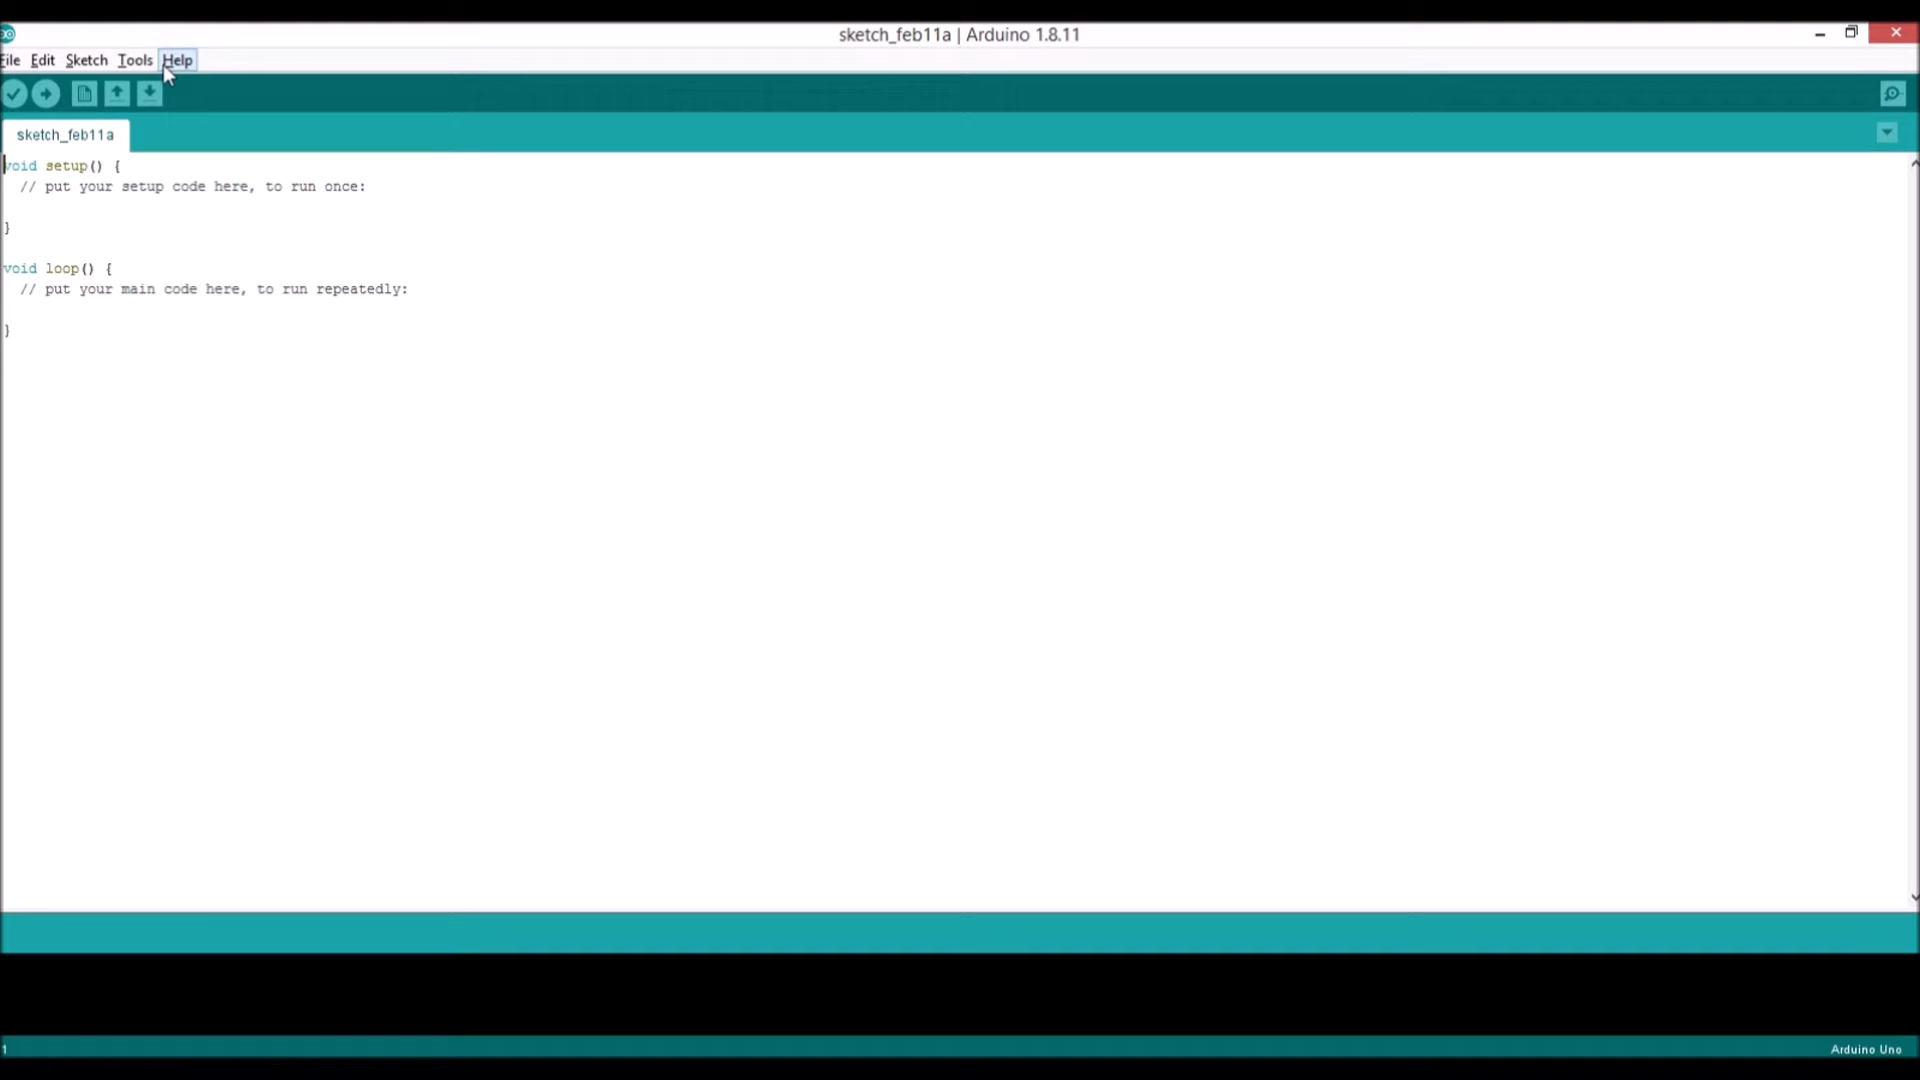 sketch_feb11a | Arduino 1.8.11
File Edit Sketch Tools Help
sketch_feb11a
void setup() {
  // put your setup code here, to run once:
}
void loop() {
  // put your main code here, to run repeatedly:
}
1
Arduino Uno